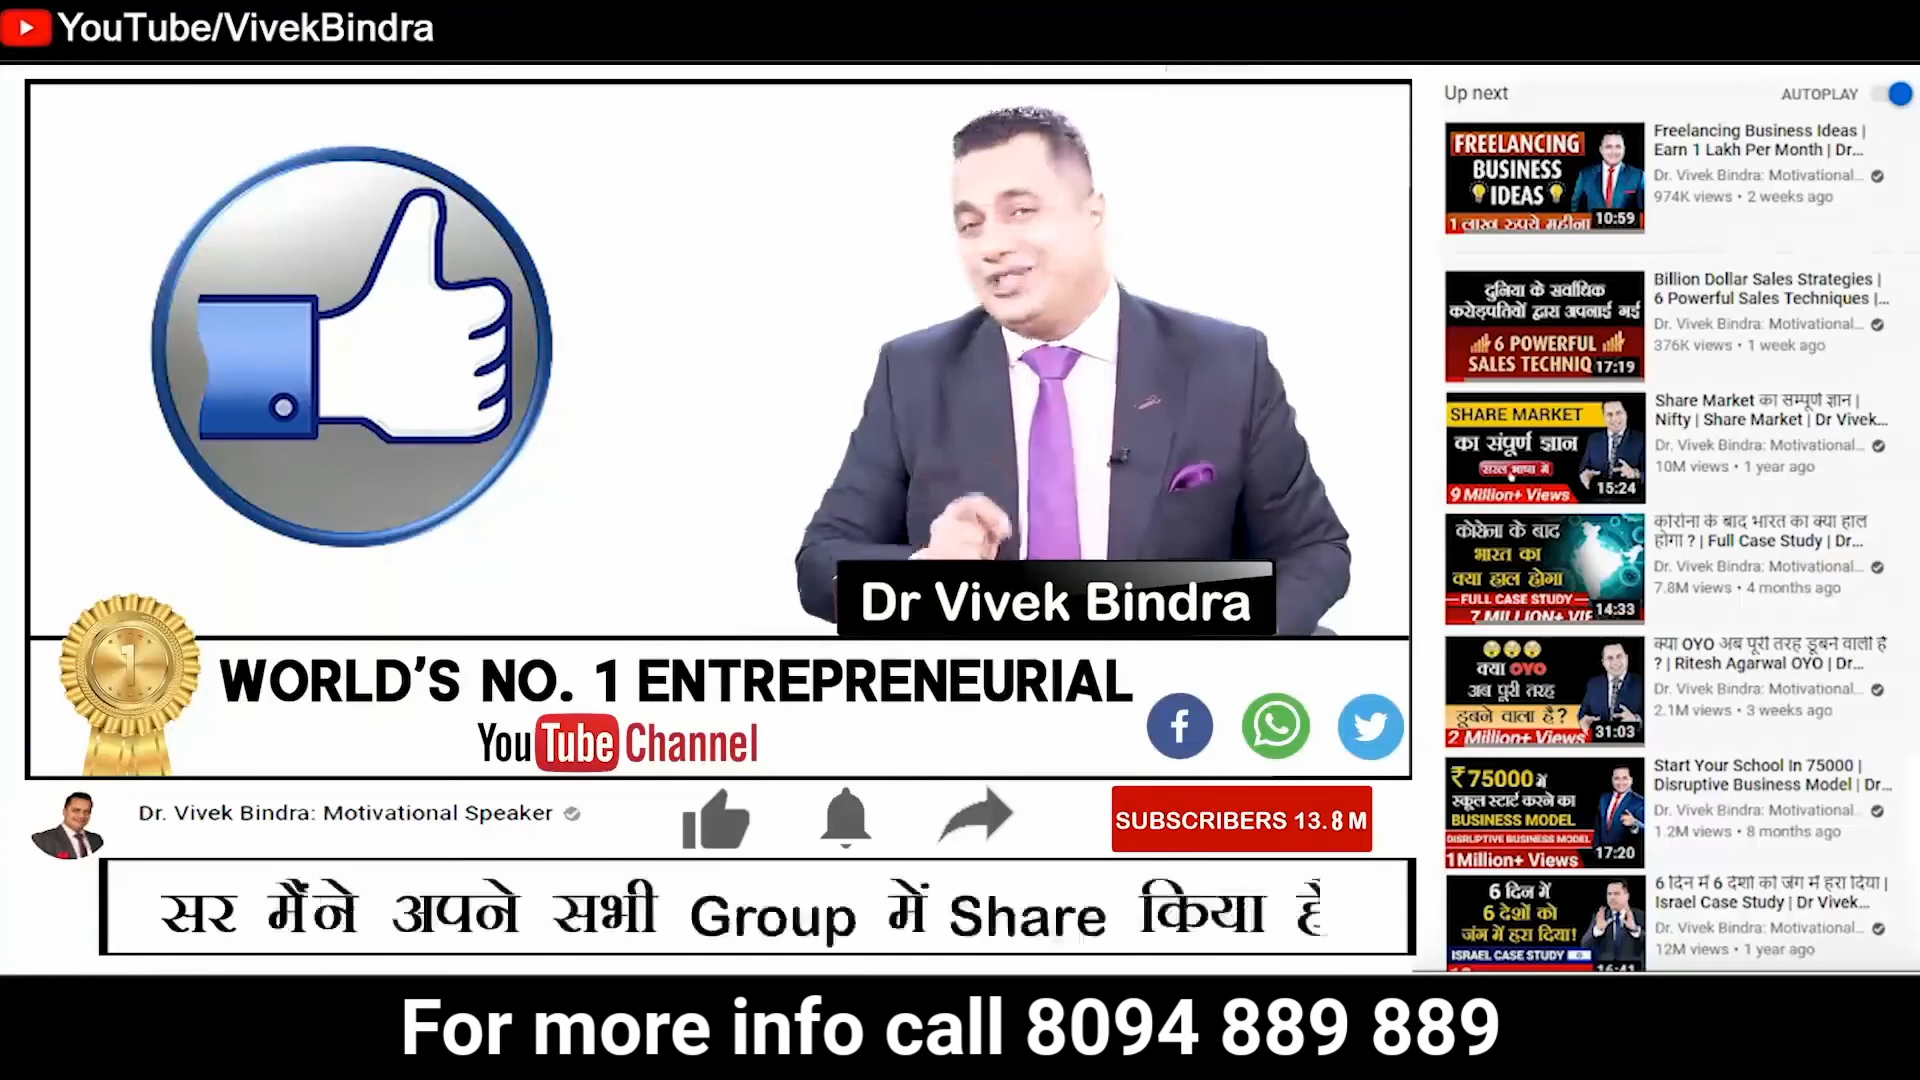 YouTube/VivekBindra
Dr Vivek Bindra
1
WORLD'S NO. 1 ENTREPRENEURIAL
YouTube Channel
Dr. Vivek Bindra: Motivational Speaker
SUBSCRIBERS 13.8 M
सर मैंने अपने सभी Group में Share किया है
For more info call 8094 889 889
Up next
AUTOPLAY
FREELANCING
BUSINESS
IDEAS
1 लाख रुपये महीना
10:59
Freelancing Business Ideas |
Earn 1 Lakh Per Month | Dr...
Dr. Vivek Bindra: Motivational...
974K views • 2 weeks ago
दुनिया के सर्वाधिक
करोड़पतियों द्वारा अपनाई गई
6 POWERFUL
SALES TECHNIQ
17:19
Billion Dollar Sales Strategies |
6 Powerful Sales Techniques |...
Dr. Vivek Bindra: Motivational...
376K views • 1 week ago
SHARE MARKET
का संपूर्ण ज्ञान
सरल भाषा में
9 Million+ Views
15:24
Share Market का सम्पूर्ण ज्ञान |
Nifty | Share Market | Dr Vivek...
Dr. Vivek Bindra: Motivational...
10M views • 1 year ago
कोरोना के बाद
भारत का
क्या हाल होगा
FULL CASE STUDY
7 MILLION+ VIE
14:33
कोरोना के बाद भारत का क्या हाल
होगा ? | Full Case Study | Dr...
Dr. Vivek Bindra: Motivational...
7.8M views • 4 months ago
क्या OYO
अब पूरी तरह
डूबने वाला है?
2 Million+ Views
31:03
क्या OYO अब पूरी तरह डूबने वाली है
? | Ritesh Agarwal OYO | Dr...
Dr. Vivek Bindra: Motivational...
2.1M views • 3 weeks ago
₹75000 में
स्कूल स्टार्ट करने का
BUSINESS MODEL
DISRUPTIVE BUSINESS MODEL
1Million+ Views
17:20
Start Your School In 75000 |
Disruptive Business Model | Dr...
Dr. Vivek Bindra: Motivational...
1.2M views • 8 months ago
6 दिन में
6 देशों को
जंग में हरा दिया!
ISRAEL CASE STUDY
16:41
6 दिन में 6 देशों को जंग में हरा दिया |
Israel Case Study | Dr Vivek...
Dr. Vivek Bindra: Motivational...
12M views • 1 year ago